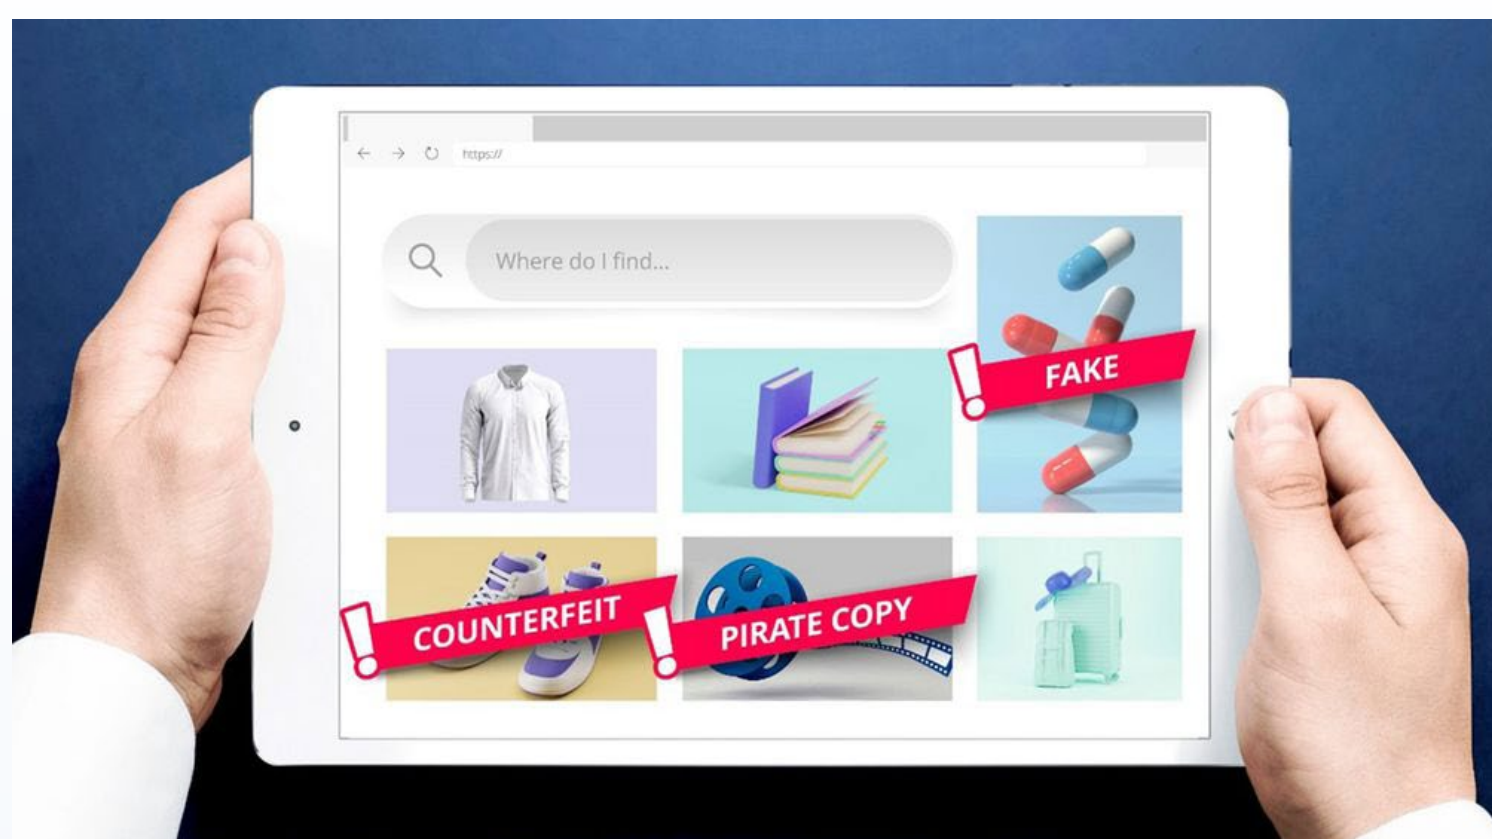 https://
Where do I find...
FAKE
COUNTERFEIT
PIRATE COPY